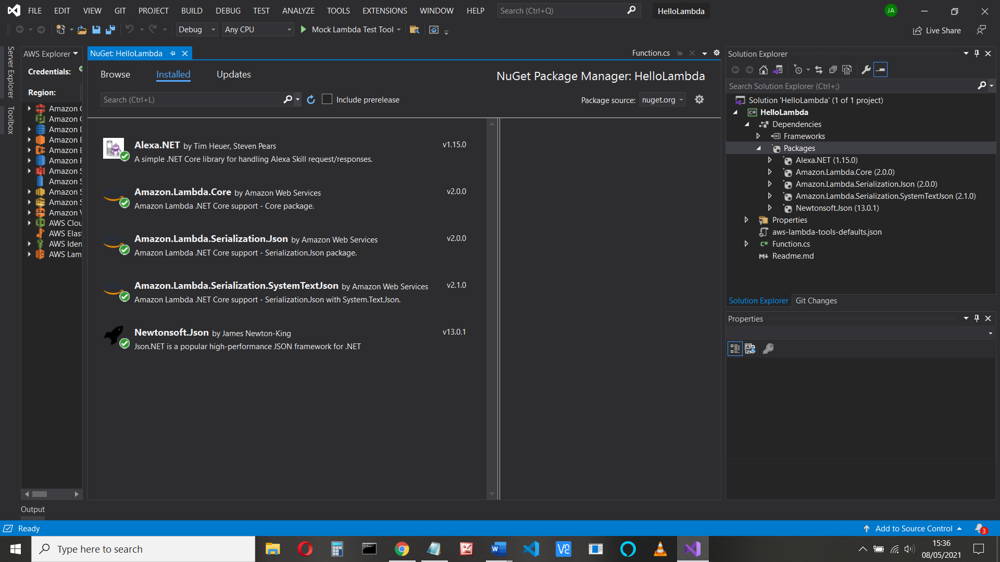 FILE EDIT VIEW GIT PROJECT BUILD DEBUG TEST ANALYZE TOOLS EXTENSIONS WINDOW HELP Search (Ctrl+Q) HelloLambda JA
Debug Any CPU Mock Lambda Test Tool Live Share
Server Explorer
Toolbox
AWS Explorer
Credentials:
Region:
Amazon
Amazon
Amazon
Amazon
Amazon
Amazon
Amazon S
Amazon S
Amazon S
Amazon S
Amazon
AWS Clou
AWS Elast
AWS Iden
AWS Lam
NuGet: HelloLambda Function.cs
Browse Installed Updates NuGet Package Manager: HelloLambda
Search (Ctrl+L) Include prerelease Package source: nuget.org
Alexa.NET by Tim Heuer, Steven Pears v1.15.0
A simple .NET Core library for handling Alexa Skill request/responses.
Amazon.Lambda.Core by Amazon Web Services v2.0.0
Amazon Lambda .NET Core support - Core package.
Amazon.Lambda.Serialization.Json by Amazon Web Services v2.0.0
Amazon Lambda .NET Core support - Serialization.Json package.
Amazon.Lambda.Serialization.SystemTextJson by Amazon Web Services v2.1.0
Amazon Lambda .NET Core support - Serialization.Json with System.Text.Json.
Newtonsoft.Json by James Newton-King v13.0.1
Json.NET is a popular high-performance JSON framework for .NET
Solution Explorer
Search Solution Explorer (Ctrl+;)
Solution 'HelloLambda' (1 of 1 project)
C# HelloLambda
Dependencies
Frameworks
Packages
Alexa.NET (1.15.0)
Amazon.Lambda.Core (2.0.0)
Amazon.Lambda.Serialization.Json (2.0.0)
Amazon.Lambda.Serialization.SystemTextJson (2.1.0)
Newtonsoft.Json (13.0.1)
Properties
aws-lambda-tools-defaults.json
C# Function.cs
Readme.md
Solution Explorer Git Changes
Properties
Output
Ready Add to Source Control 3
Type here to search 15:36
08/05/2021